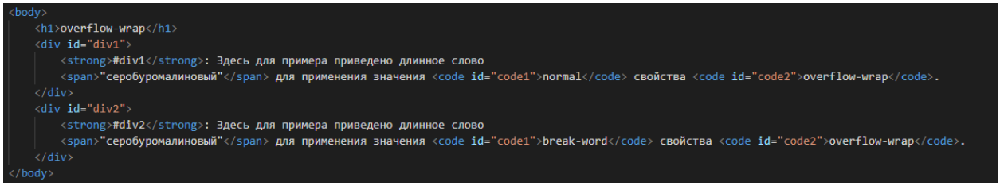 <body>
<h1>overflow-wrap</h1>
<div id="div1">
<strong>#div1</strong>: Здесь для примера приведено длинное слово
<span>"серобуромалиновый"</span> для применения значения <code id="code1">normal</code> свойства <code id="code2">overflow-wrap</code>.
</div>
<div id="div2">
<strong>#div2</strong>: Здесь для примера приведено длинное слово
<span>"серобуромалиновый"</span> для применения значения <code id="code1">break-word</code> свойства <code id="code2">overflow-wrap</code>.
</div>
</body>